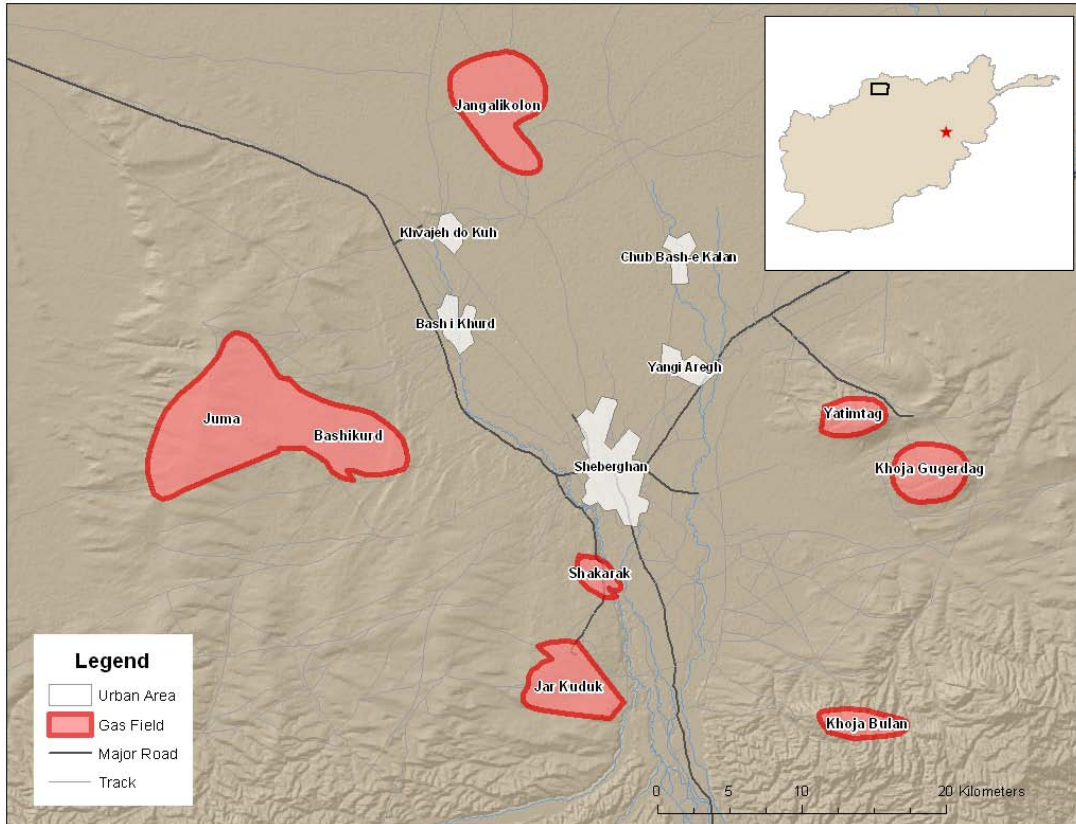 Jangalikolon
Khvajeh do Kuh
Chub Bash-e Kalan
Bash i Khurd
Yangi Aregh
Juma
Bashikurd
Yatimtag
Sheberghan
Khoja Gugerdag
Shakarak
Jar Kuduk
Khoja Bulan
Legend
Urban Area
Gas Field
Major Road
Track
0 5 10 20 Kilometers